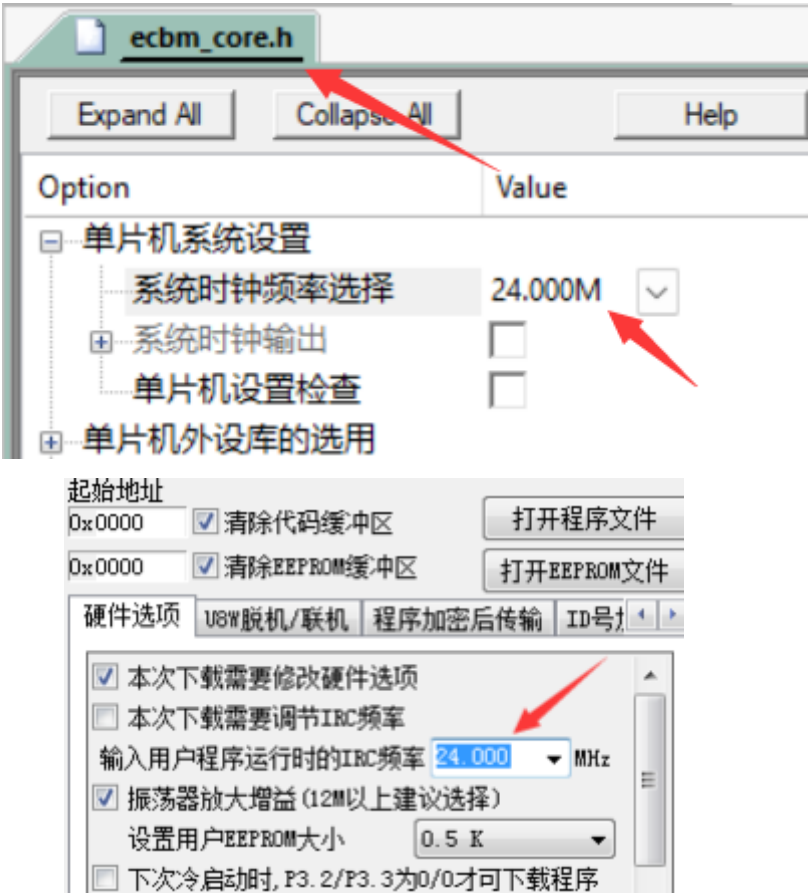 ecbm_core.h
Expand All Collapse All Help
Option Value
单片机系统设置
系统时钟频率选择 24.000M
系统时钟输出
单片机设置检查
单片机外设库的选用
起始地址
0x0000 清除代码缓冲区 打开程序文件
0x0000 清除EEPROM缓冲区 打开EEPROM文件
硬件选项 U8W脱机/联机 程序加密后传输 ID号
本次下载需要修改硬件选项
本次下载需要调节IRC频率
输入用户程序运行时的IRC频率 24.000 MHz
振荡器放大增益(12M以上建议选择)
设置用户EEPROM大小 0.5 K
下次冷启动时,P3.2/P3.3为0/0才可下载程序